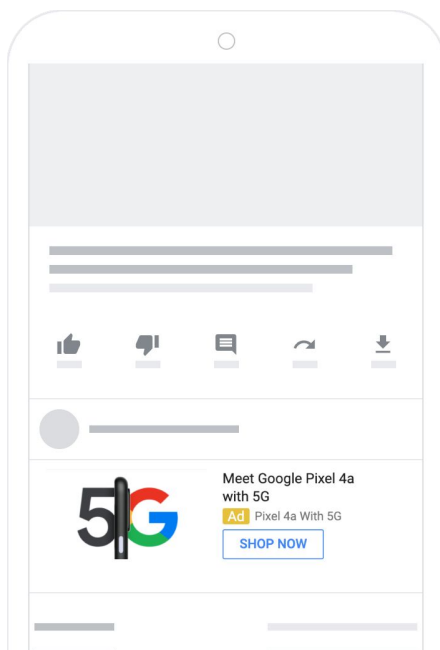 5G
Meet Google Pixel 4a
with 5G
Ad Pixel 4a With 5G
SHOP NOW